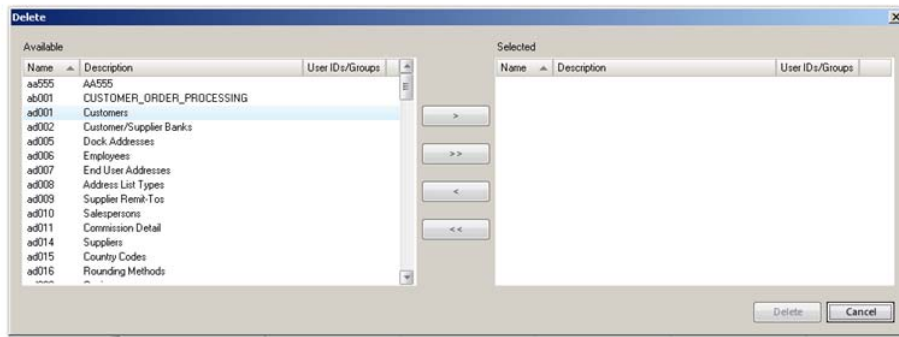 Delete
Available
Selected
Name Description User IDs/Groups
Name Description User IDs/Groups
aa555 AA555
ab001 CUSTOMER_ORDER_PROCESSING
ad001 Customers
ad002 Customer/Supplier Banks
ad005 Dock Addresses
ad006 Employees
ad007 End User Addresses
ad008 Address List Types
ad009 Supplier Remit-Tos
ad010 Salespersons
ad011 Commission Detail
ad014 Suppliers
ad015 Country Codes
ad016 Rounding Methods
>
>>
<
<<
Delete Cancel